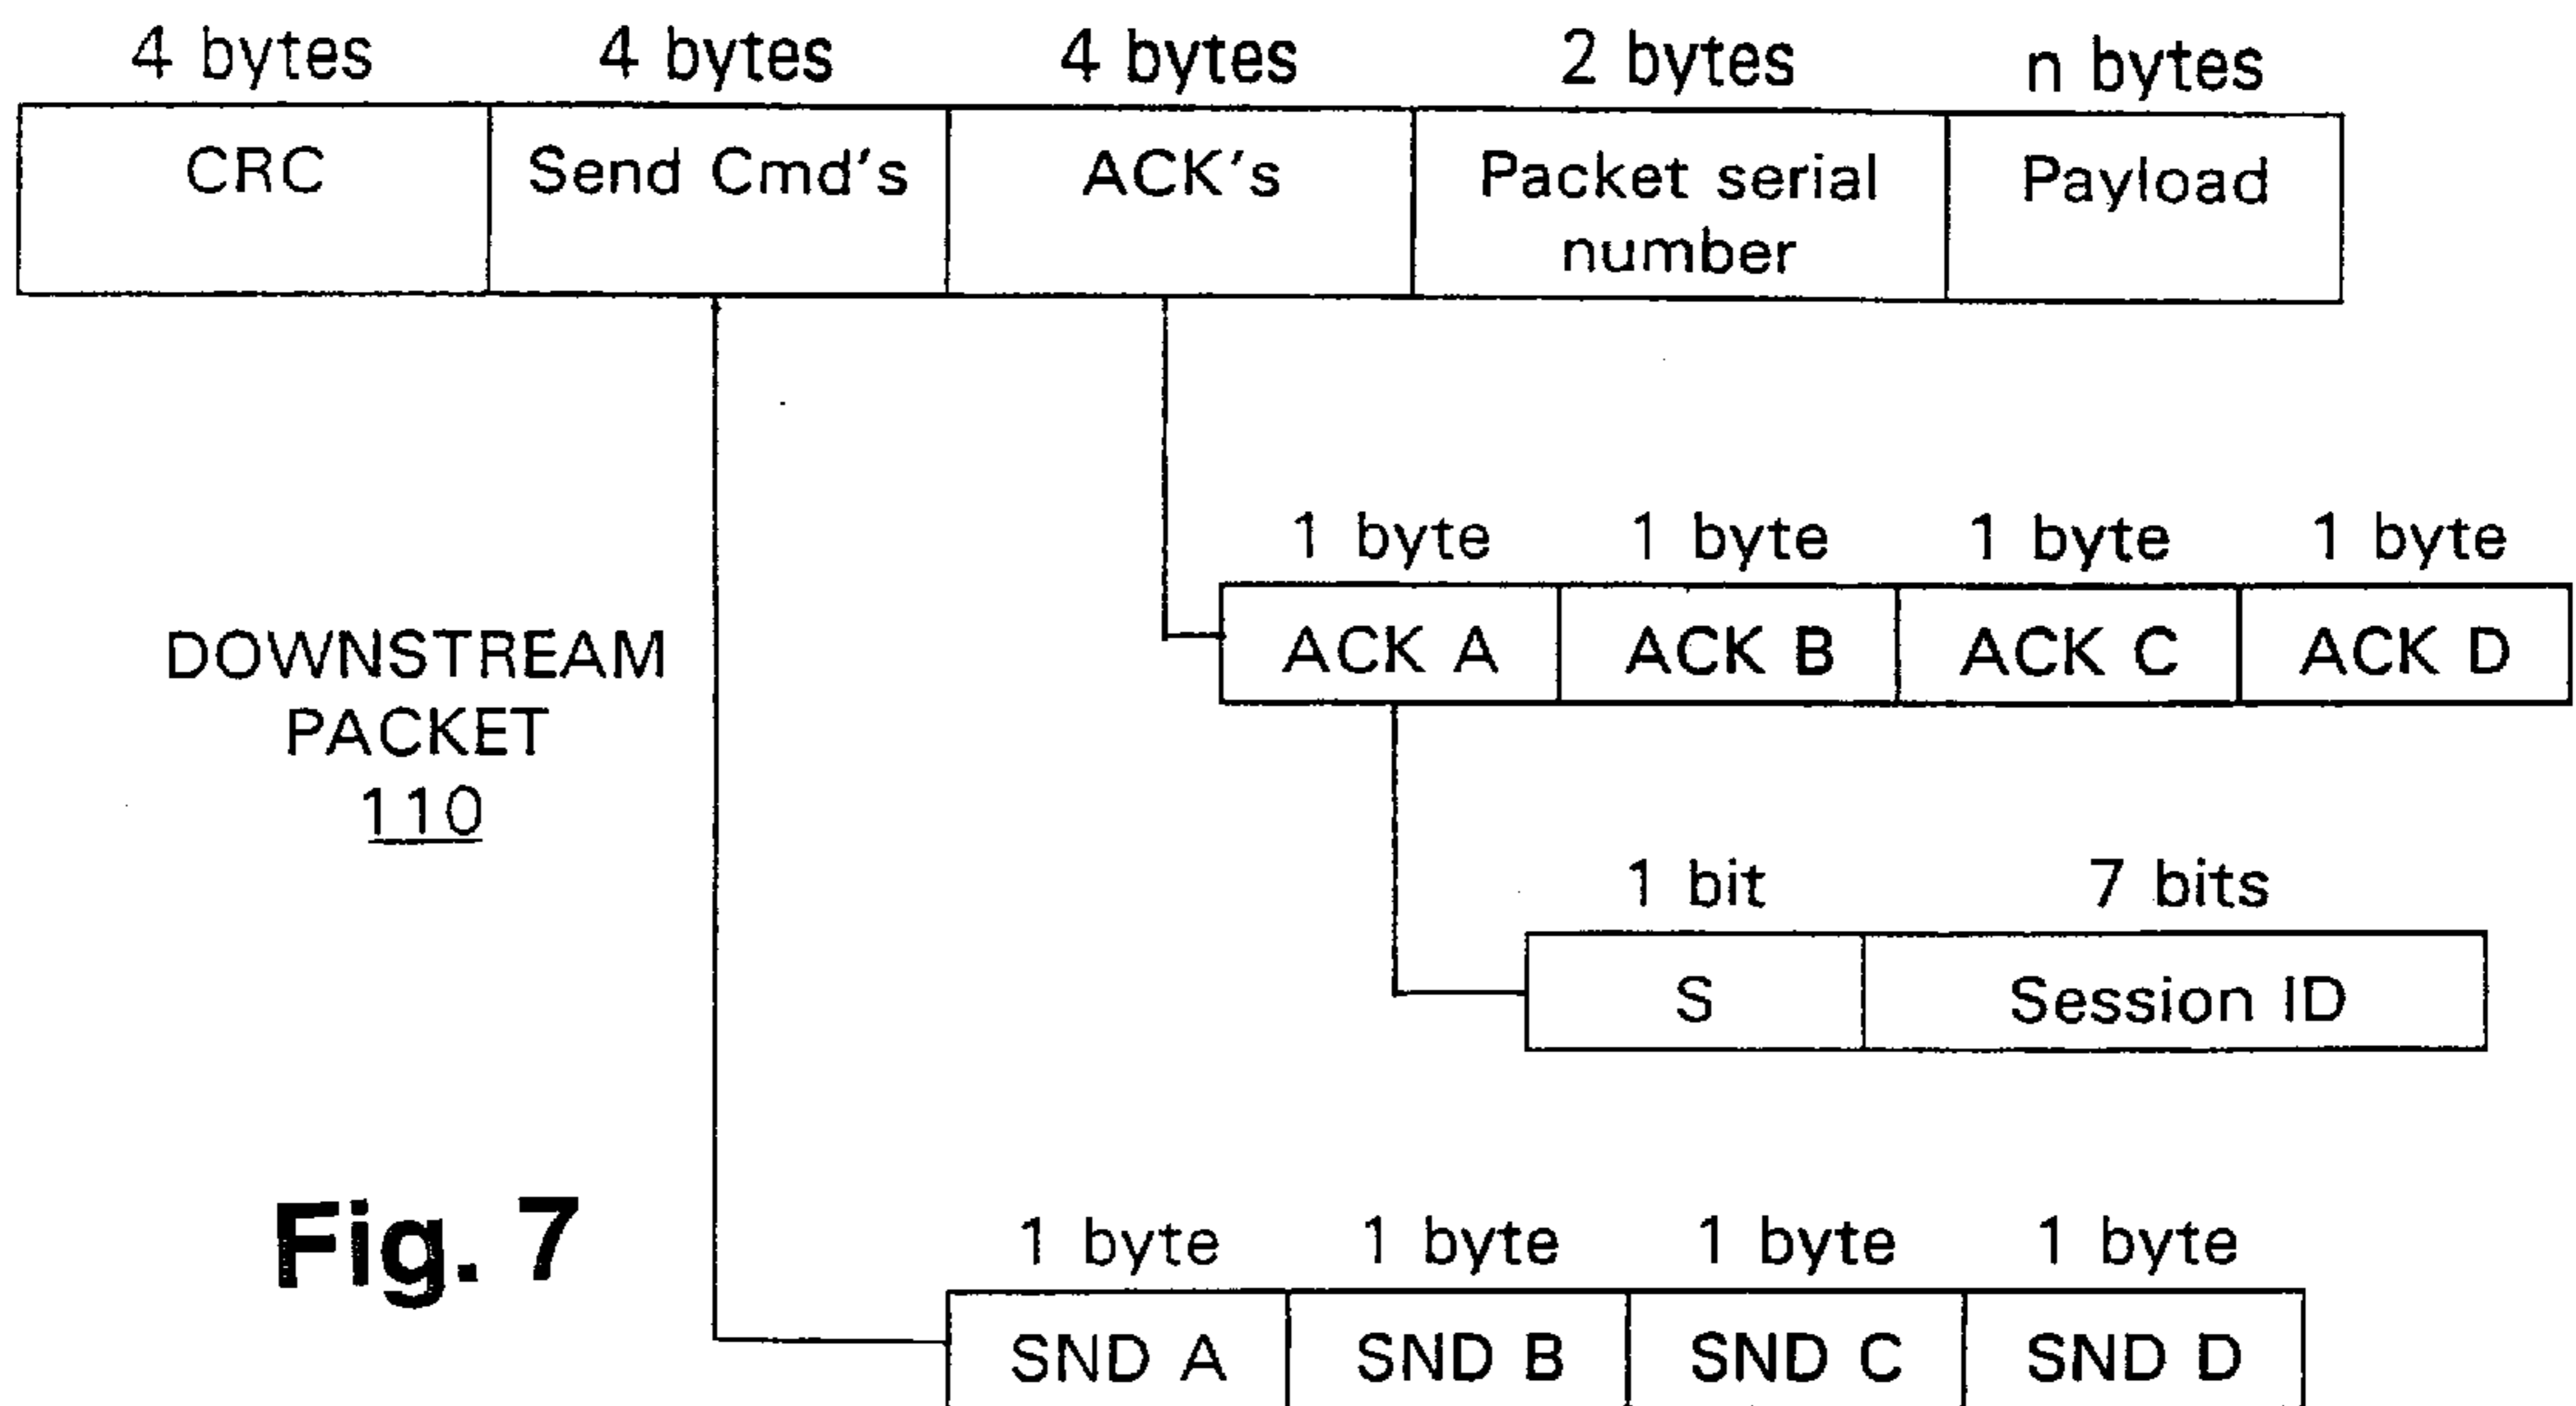 4 bytes 4 bytes 4 bytes 2 bytes n bytes
CRC Send Cmd's ACK's Packet serial number Payload
1 byte 1 byte 1 byte 1 byte
ACK A ACK B ACK C ACK D
DOWNSTREAM
PACKET
110
1 bit 7 bits
S Session ID
Fig. 7
1 byte 1 byte 1 byte 1 byte
SND A SND B SND C SND D